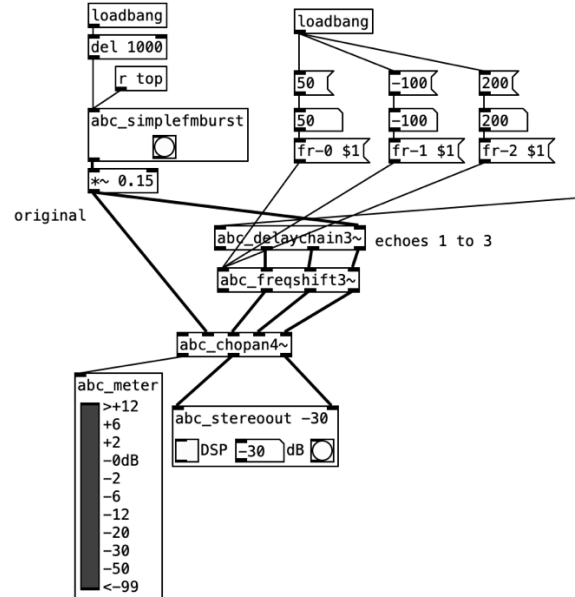 loadbang
del 1000
r top
abc_simplefmburst
*~ 0.15
original
loadbang
50
-100
200
50
-100
200
fr-0 $1
fr-1 $1
fr-2 $1
abc_delaychain3~
echoes 1 to 3
abc_freqshift3~
abc_chopan4~
abc_meter
>+12
+6
+2
-0dB
-2
-6
-12
-20
-30
-50
<-99
abc_stereoout -30
DSP
-30
dB